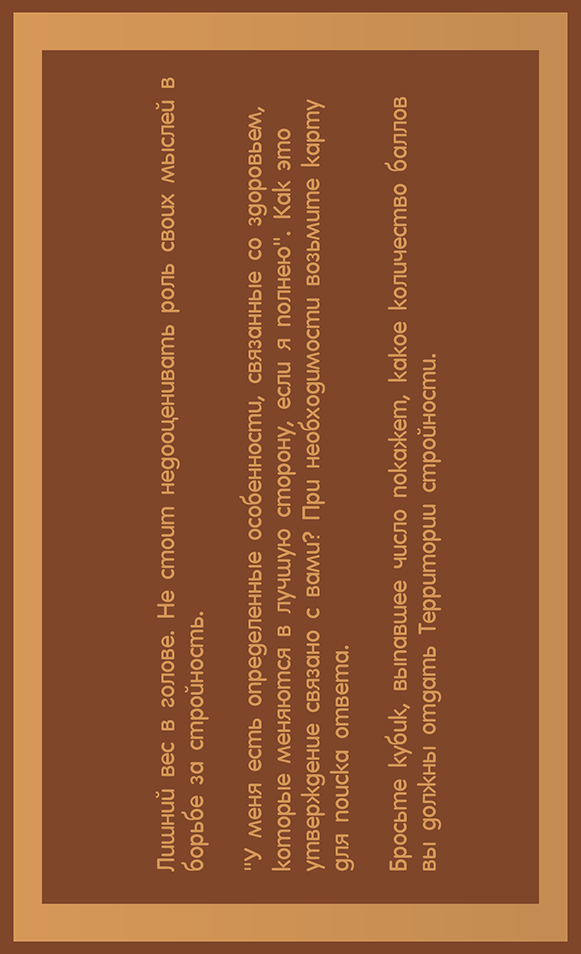 Лишний вес в голове. Не стоит недооценивать роль своих мыслей в
борьбе за стройность.
"У меня есть определенные особенности, связанные со здоровьем,
которые меняются в лучшую сторону, если я полнею". Как это
утверждение связано с вами? При необходимости возьмите карту
для поиска ответа.
Бросьте кубик, выпавшее число покажет, какое количество баллов
вы должны отдать Территории стройности.